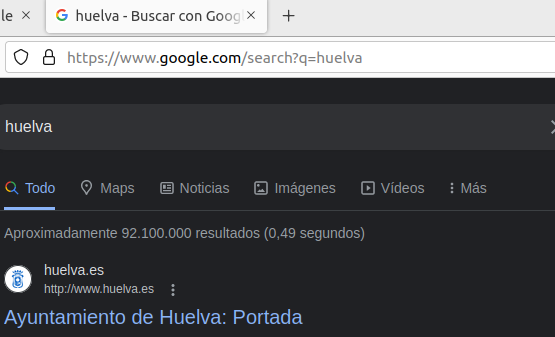 le
huelva - Buscar con Goog
https://www.google.com/search?q=huelva
huelva
Todo Maps Noticias Imágenes Vídeos Más
Aproximadamente 92.100.000 resultados (0,49 segundos)
huelva.es
http://www.huelva.es
Ayuntamiento de Huelva: Portada